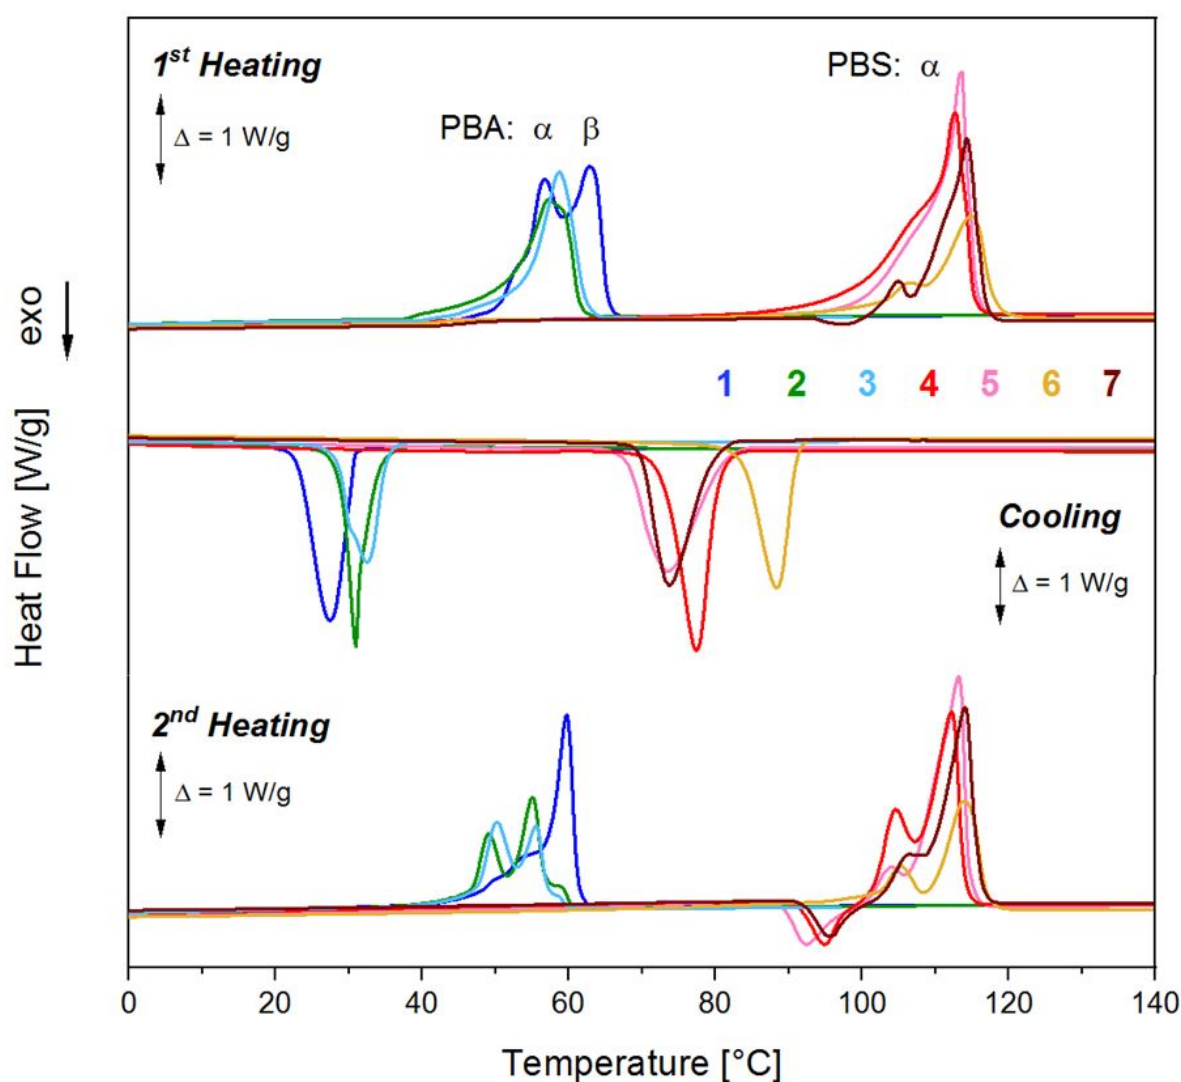 1st Heating
Δ = 1 W/g
PBA: α β
PBS: α
exo
Heat Flow [W/g]
1 2 3 4 5 6 7
Cooling
Δ = 1 W/g
2nd Heating
Δ = 1 W/g
0 20 40 60 80 100 120 140
Temperature [°C]